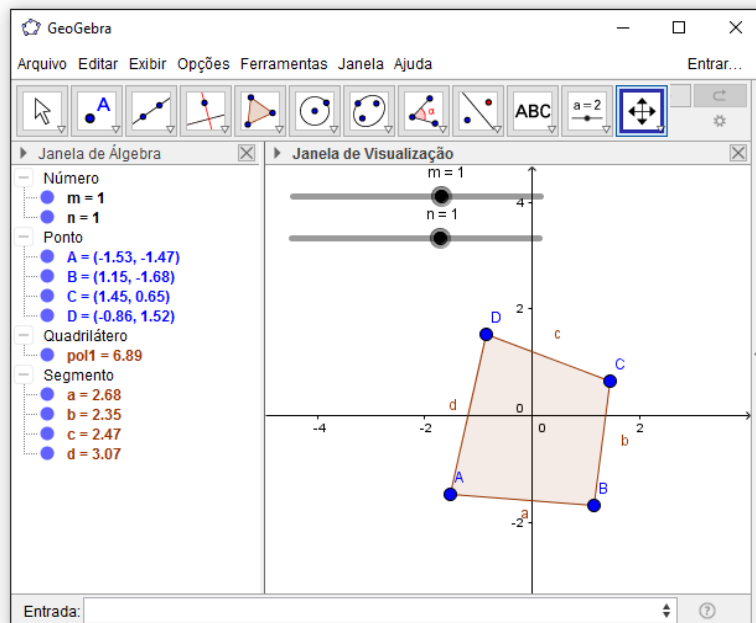 GeoGebra
Arquivo Editar Exibir Opções Ferramentas Janela Ajuda Entrar...
A α ABC a=2
Janela de Álgebra
Número
m = 1
n = 1
Ponto
A = (-1.53, -1.47)
B = (1.15, -1.68)
C = (1.45, 0.65)
D = (-0.86, 1.52)
Quadrilátero
pol1 = 6.89
Segmento
a = 2.68
b = 2.35
c = 2.47
d = 3.07
Janela de Visualização
m = 1
4
n = 1
2
D
c
C
d
0
-4
-2
0
2
b
A
B
a
-2
Entrada: